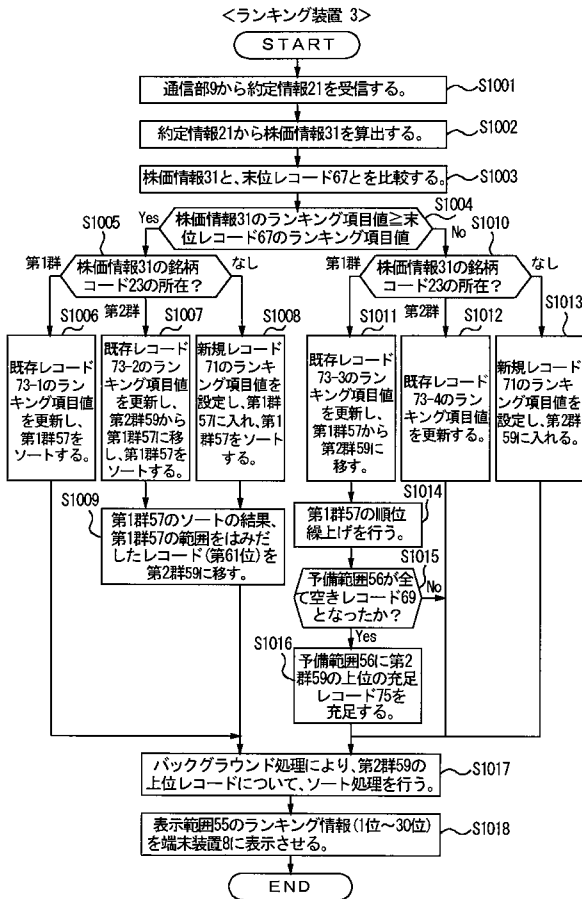 <ランキング装置 3>
START
通信部9から約定情報21を受信する。
S1001
約定情報21から株価情報31を算出する。
S1002
株価情報31と、末位レコード67とを比較する。
S1003
S1004
株価情報31のランキング項目値≧末
位レコード67のランキング項目値
Yes
No
S1005
第1群
株価情報31の銘柄
コード23の所在?
なし
第2群
S1010
第1群
株価情報31の銘柄
コード23の所在?
なし
第2群
S1006
既存レコード
73-1のランキ
ング項目値
を更新し、
第1群57を
ソートする。
S1007
既存レコード
73-2のランキ
ング項目値
を更新し、
第2群59から
第1群57に移
し、第1群57を
ソートする。
S1008
新規レコード
71のランキン
グ項目値を
設定し、第1群
57に入れ、第1
群57をソート
する。
S1011
既存レコード
73-3のランキ
ング項目値
を更新し、
第1群57から
第2群59に
移す。
S1012
既存レコード
73-4のランキ
ング項目値
を更新する。
S1013
新規レコード
71のランキン
グ項目値を
設定し、第2群
59に入れる。
S1009
第1群57のソートの結果、
第1群57の範囲をはみだ
したレコード(第61位)を
第2群59に移す。
S1014
第1群57の順位
繰上げを行う。
S1015
予備範囲56が全
て空きレコード69
となったか?
No
Yes
S1016
予備範囲56に第2
群59の上位の充足
レコード75を
充足する。
バックグラウンド処理により、第2群59の
上位レコードについて、ソート処理を行う。
S1017
表示範囲55のランキング情報(1位~30位)
を端末装置8に表示させる。
S1018
END